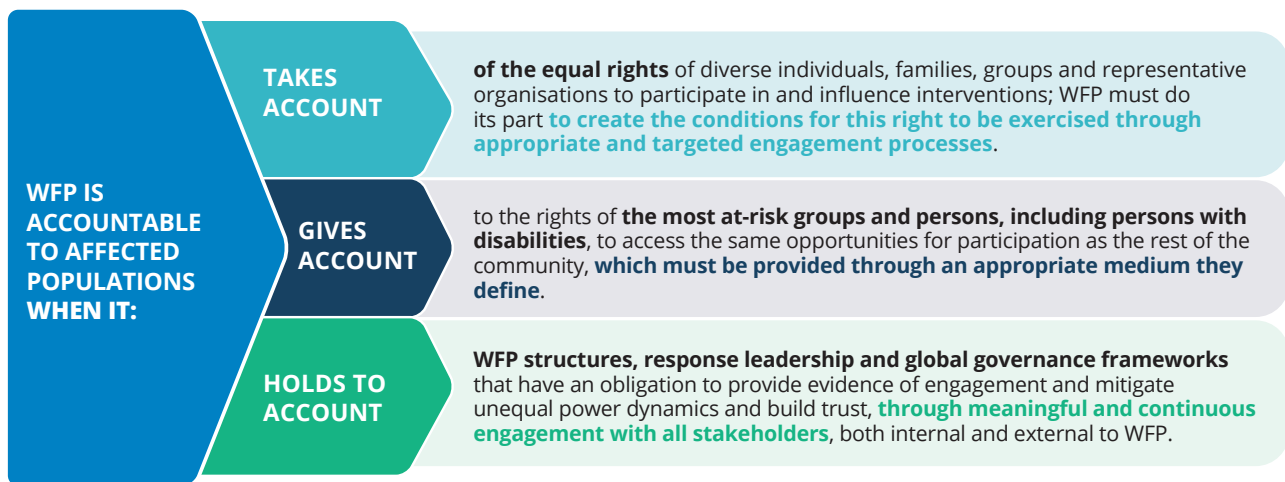 WFP IS
ACCOUNTABLE
TO AFFECTED
POPULATIONS
WHEN IT:
TAKES
ACCOUNT
of the equal rights of diverse individuals, families, groups and representative
organisations to participate in and influence interventions; WFP must do
its part to create the conditions for this right to be exercised through
appropriate and targeted engagement processes.
GIVES
ACCOUNT
to the rights of the most at-risk groups and persons, including persons with
disabilities, to access the same opportunities for participation as the rest of the
community, which must be provided through an appropriate medium they
define.
HOLDS TO
ACCOUNT
WFP structures, response leadership and global governance frameworks
that have an obligation to provide evidence of engagement and mitigate
unequal power dynamics and build trust, through meaningful and continuous
engagement with all stakeholders, both internal and external to WFP.